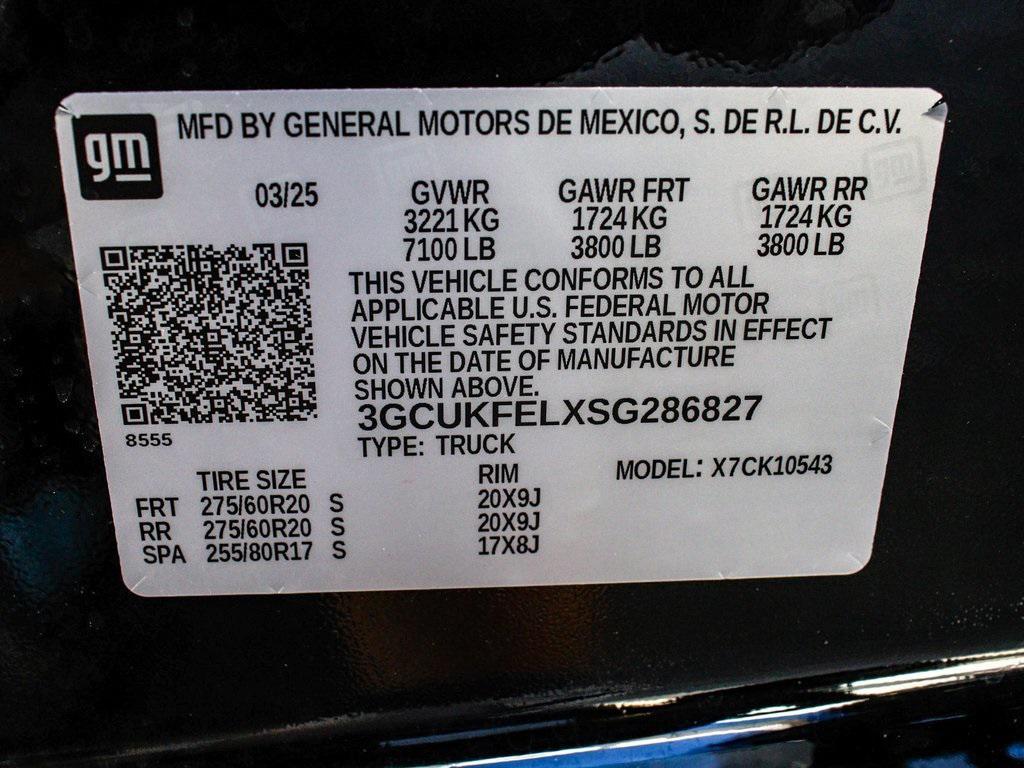 gm
MFD BY GENERAL MOTORS DE MEXICO, S. DE R.L. DE C.V.
03/25 GVWR GAWR FRT GAWR RR
3221 KG 1724 KG 1724 KG
7100 LB 3800 LB 3800 LB
THIS VEHICLE CONFORMS TO ALL
APPLICABLE U.S. FEDERAL MOTOR
VEHICLE SAFETY STANDARDS IN EFFECT
ON THE DATE OF MANUFACTURE
SHOWN ABOVE.
3GCUKFELXSG286827
8555
TYPE: TRUCK
TIRE SIZE RIM MODEL: X7CK10543
FRT 275/60R20 S 20X9J
RR 275/60R20 S 20X9J
SPA 255/80R17 S 17X8J